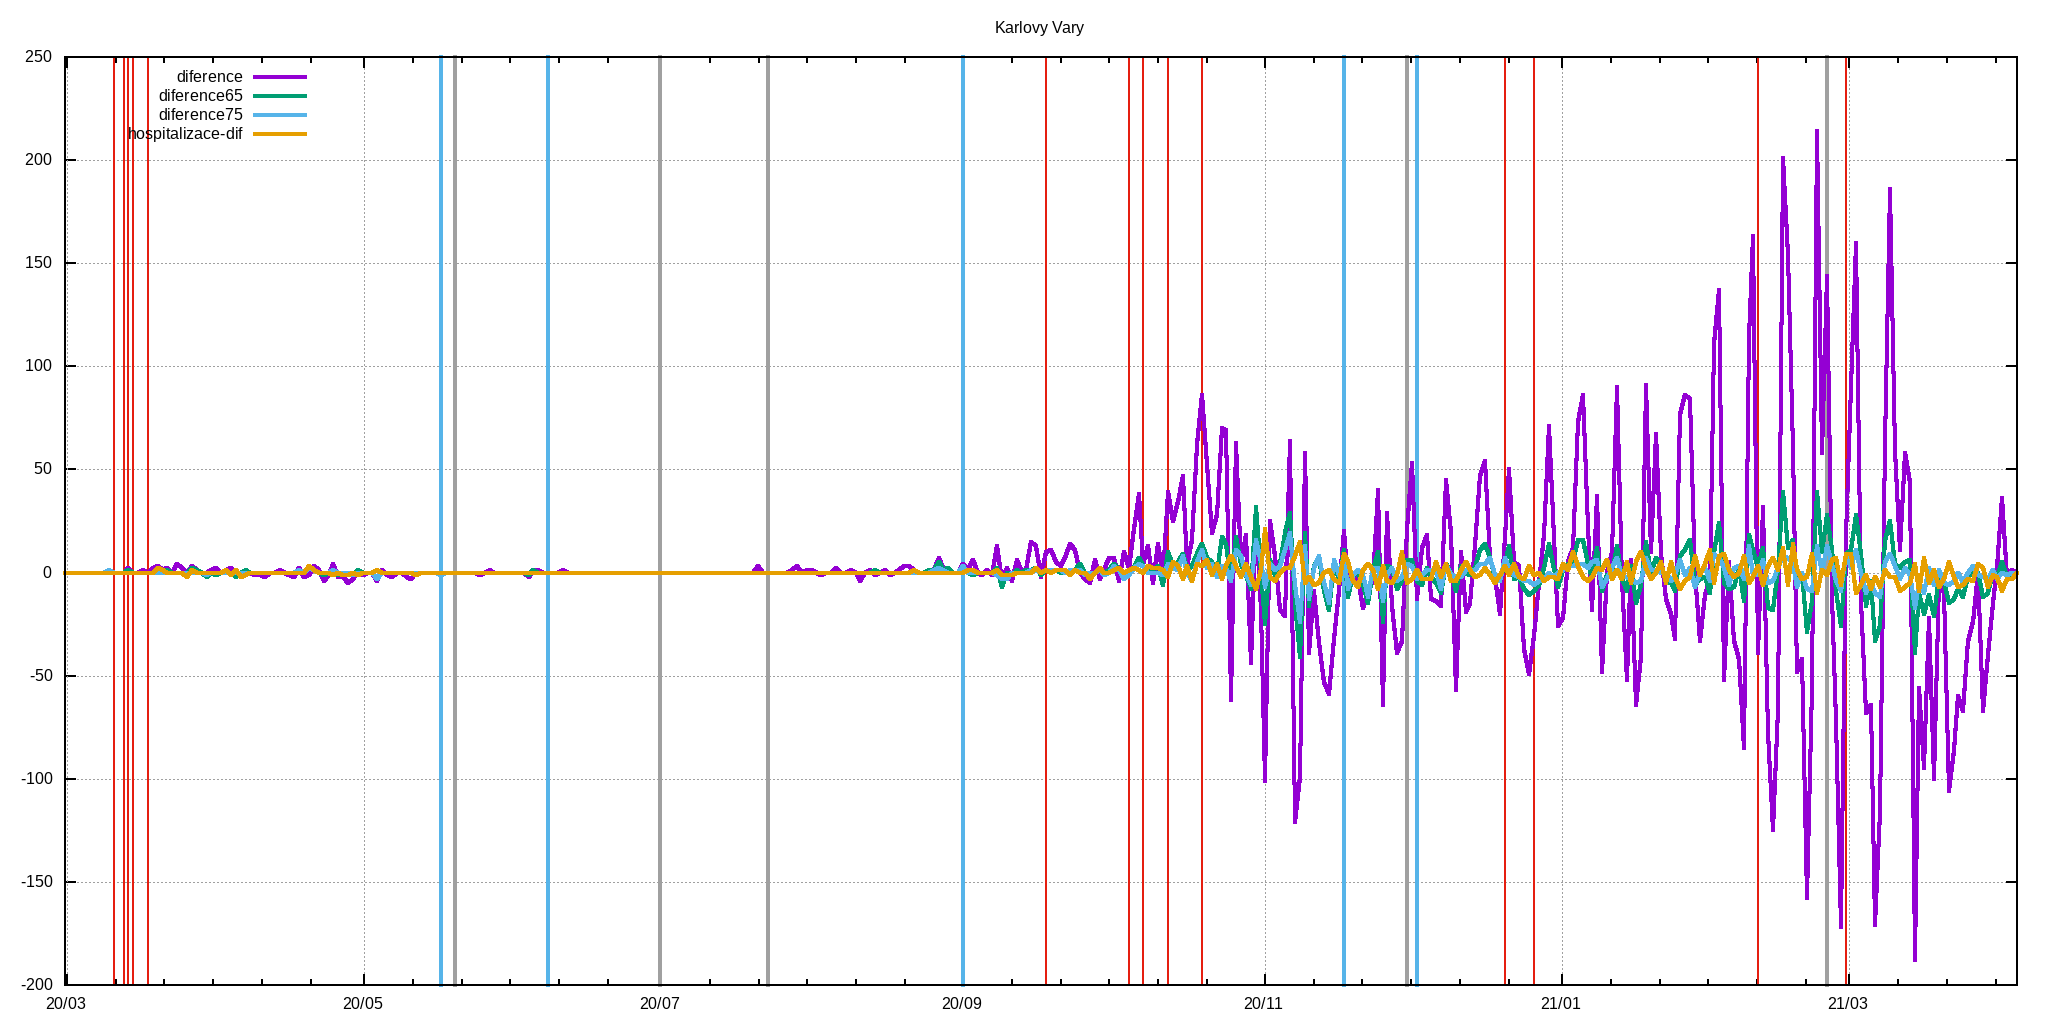 Karlovy Vary
250
200
150
100
50
0
-50
-100
-150
-200
diference
diference65
diference75
hospitalizace-dif
20/03 20/05 20/07 20/09 20/11 21/01 21/03